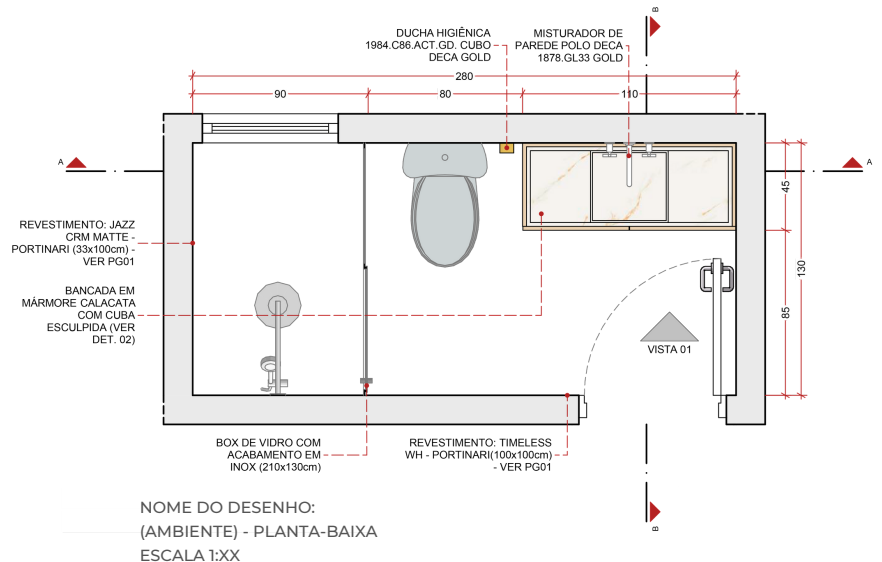 B
DUCHA HIGIÊNICA
1984.C86.ACT.GD. CUBO
DECA GOLD
MISTURADOR DE
PAREDE POLO DECA
1878.GL33 GOLD
280
90
80
110
A
A
45
130
85
REVESTIMENTO: JAZZ
CRM MATTE -
PORTINARI (33x100cm) -
VER PG01
BANCADA EM
MÁRMORE CALACATA
COM CUBA
ESCULPIDA (VER
DET. 02)
VISTA 01
BOX DE VIDRO COM
ACABAMENTO EM
INOX (210x130cm)
REVESTIMENTO: TIMELESS
WH - PORTINARI(100x100cm)
- VER PG01
B
NOME DO DESENHO:
(AMBIENTE) - PLANTA-BAIXA
ESCALA 1:XX